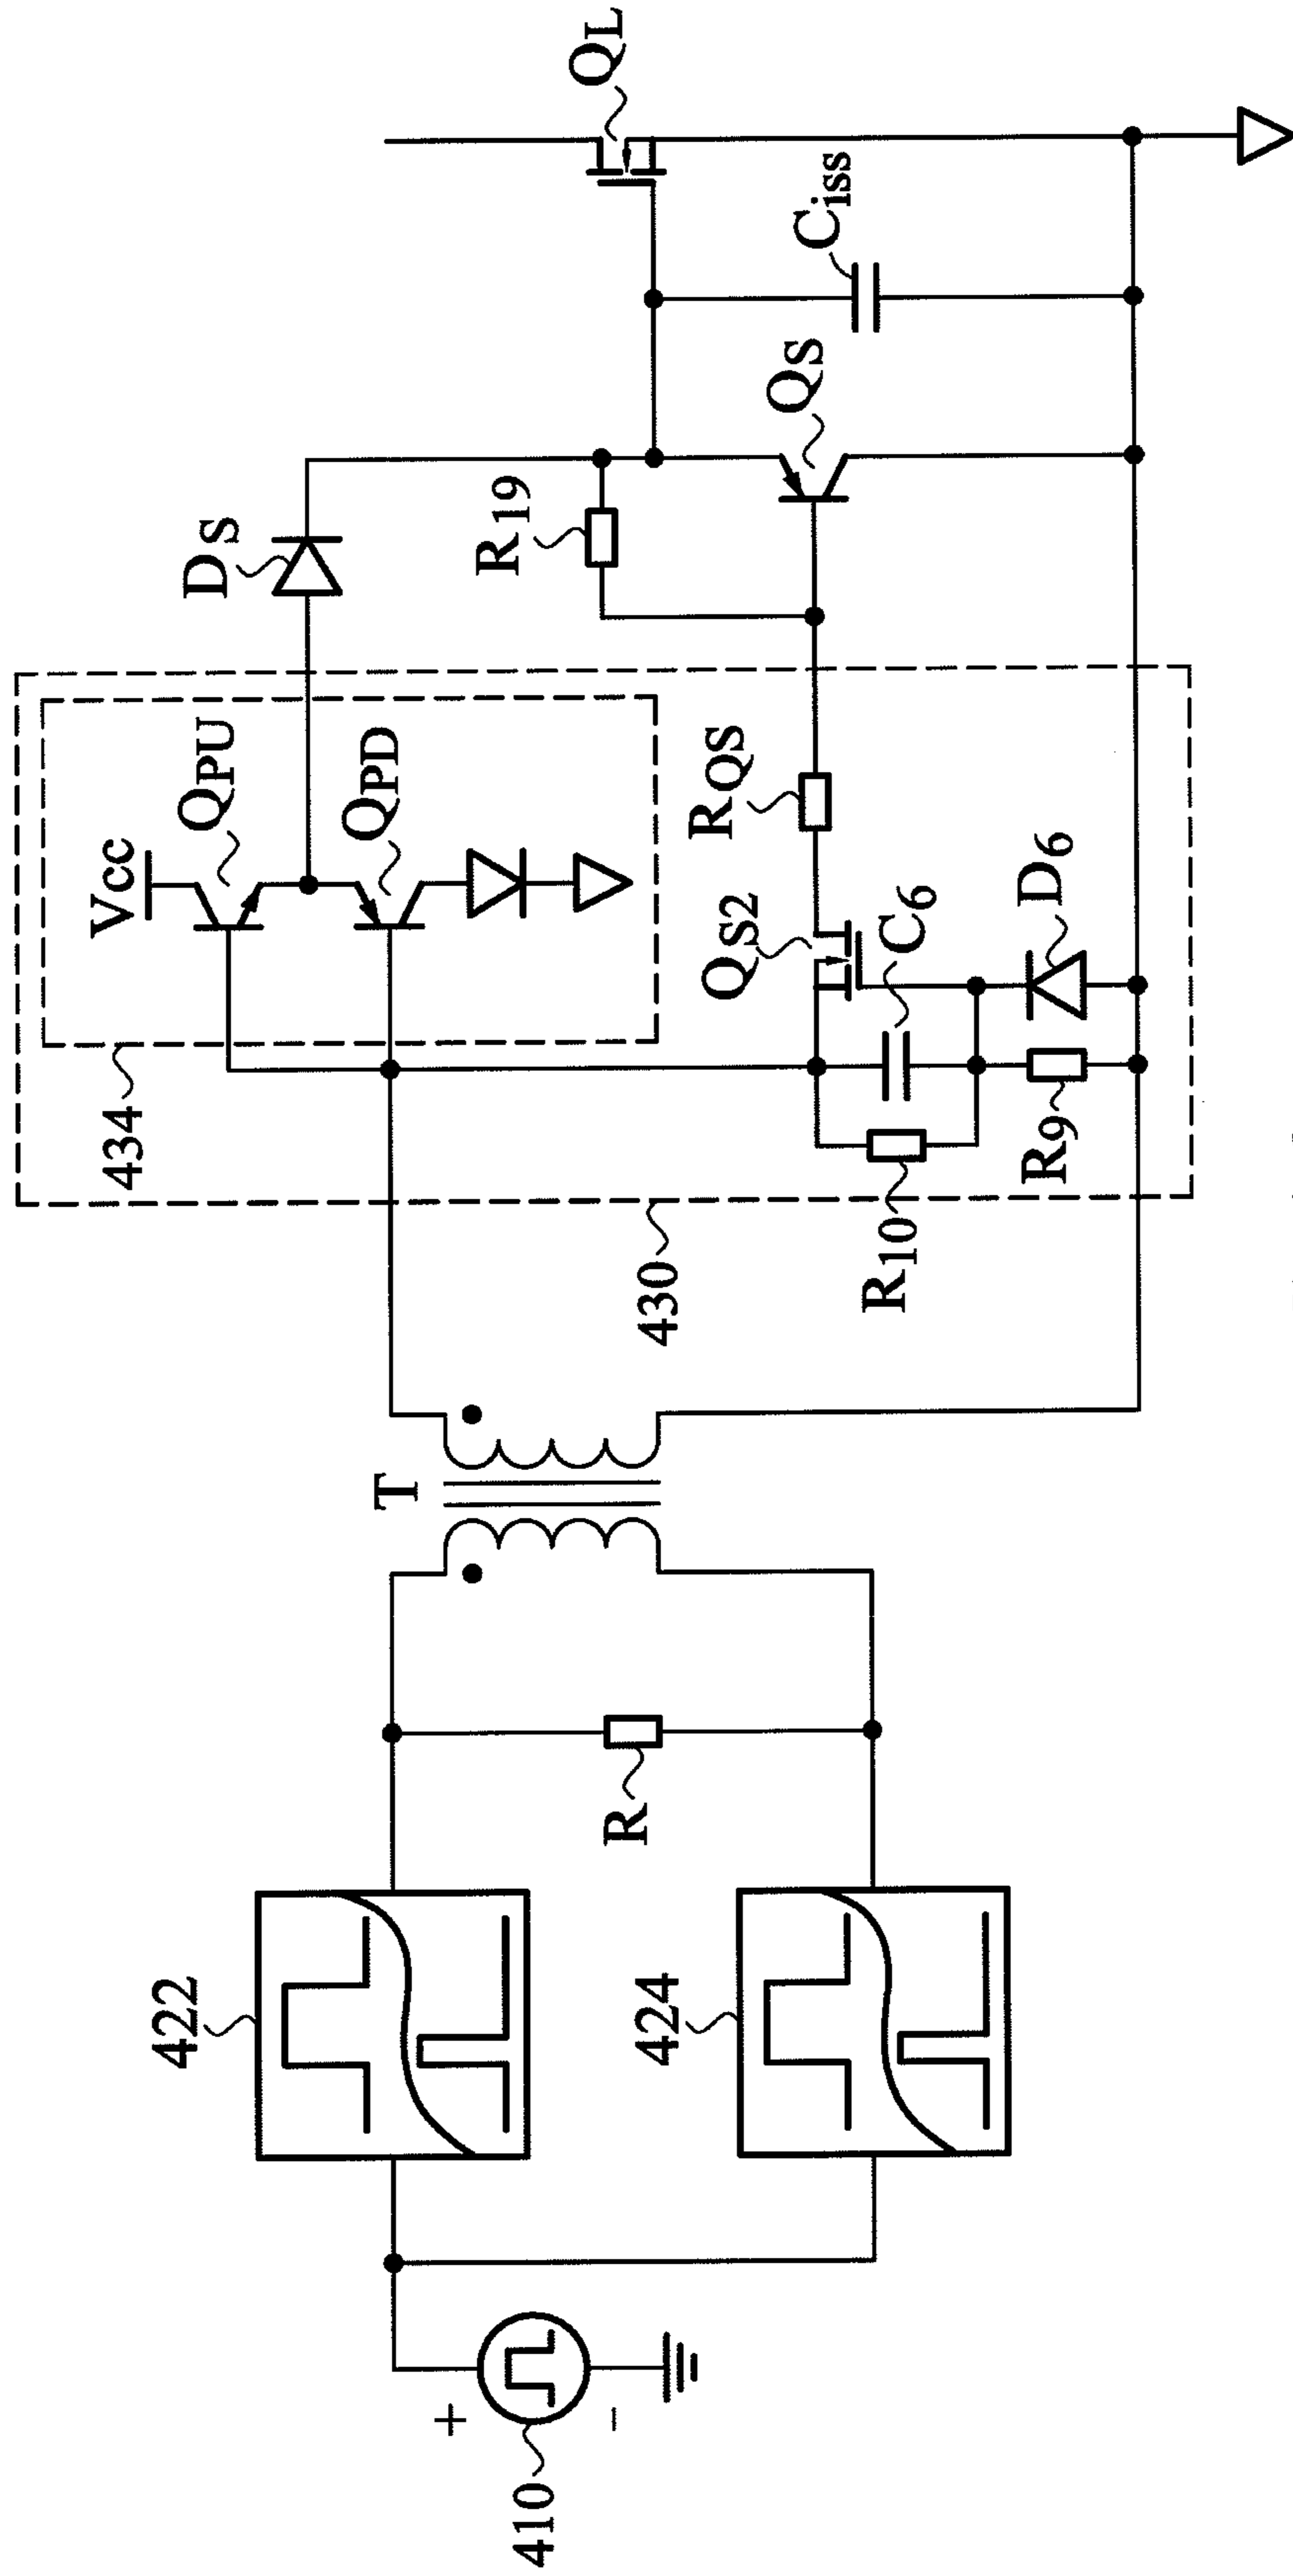 410
+
-
422
424
R
T
430
434
Vcc
QPU
QPD
DS
R19
RQS
QS2
C6
D6
R10
R9
QS
Ciss
QL